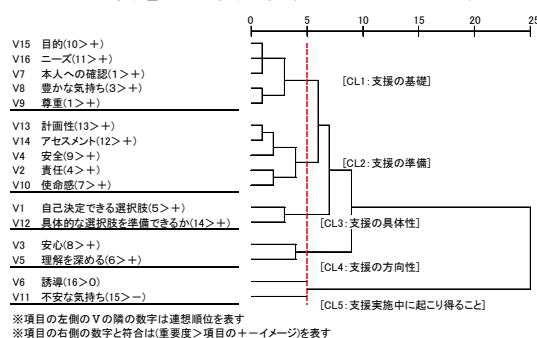 0 5 10 15 20 25
V15 目的(10>+)
V16 ニーズ(11>+)
V7 本人への確認(1>+)
V8 豊かな気持ち(3>+)
V9 尊重(1>+)
[CL1:支援の基礎]
V13 計画性(13>+)
V14 アセスメント(12>+)
V4 安全(9>+)
V2 責任(4>+)
V10 使命感(7>+)
[CL2:支援の準備]
V1 自己決定できる選択肢(5>+)
V12 具体的な選択肢を準備できるか(14>+)
[CL3:支援の具体性]
V3 安心(8>+)
V5 理解を深める(6>+)
[CL4:支援の方向性]
V6 誘導(16>0)
V11 不安な気持ち(15>-)
[CL5:支援実施中に起こり得ること]
※項目の左側のVの隣の数字は連想順位を表す
※項目の右側の数字と符合は(重要度>項目の+-イメージ)を表す